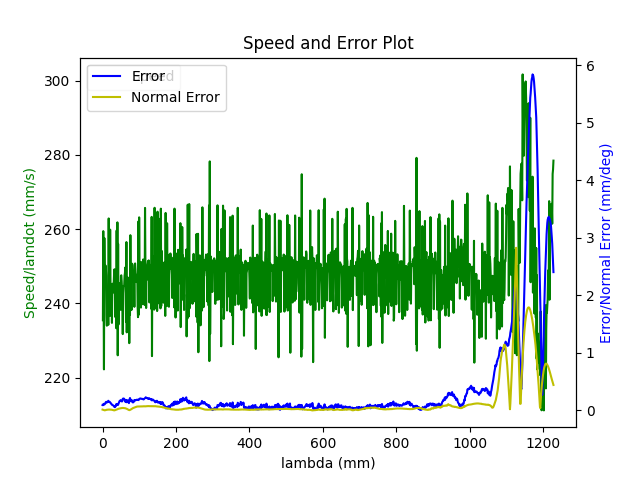 Speed and Error Plot
Error
Normal Error
300
280
260
240
220
Speed/lamdot (mm/s)
6
5
4
3
2
1
0
Error/Normal Error (mm/deg)
0 200 400 600 800 1000 1200
lambda (mm)